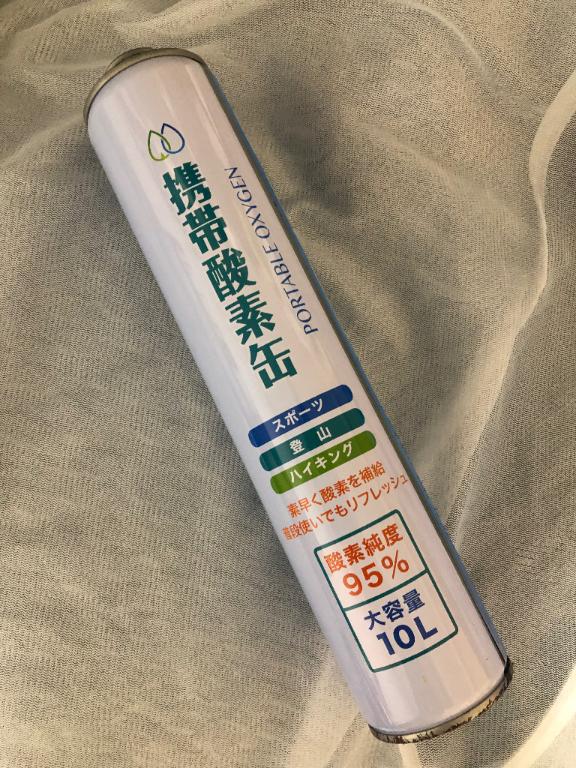 携帯酸素缶
PORTABLE OXYGEN
スポーツ
登山
ハイキング
素早く酸素を補給
普段使いでもリフレッシュ
酸素純度
95%
大容量
10L